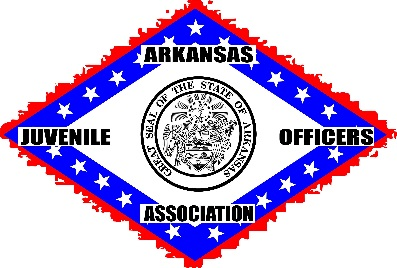 ARKANSAS
JUVENILE
GREAT SEAL OF THE STATE OF ARKANSAS
OFFICERS
ASSOCIATION